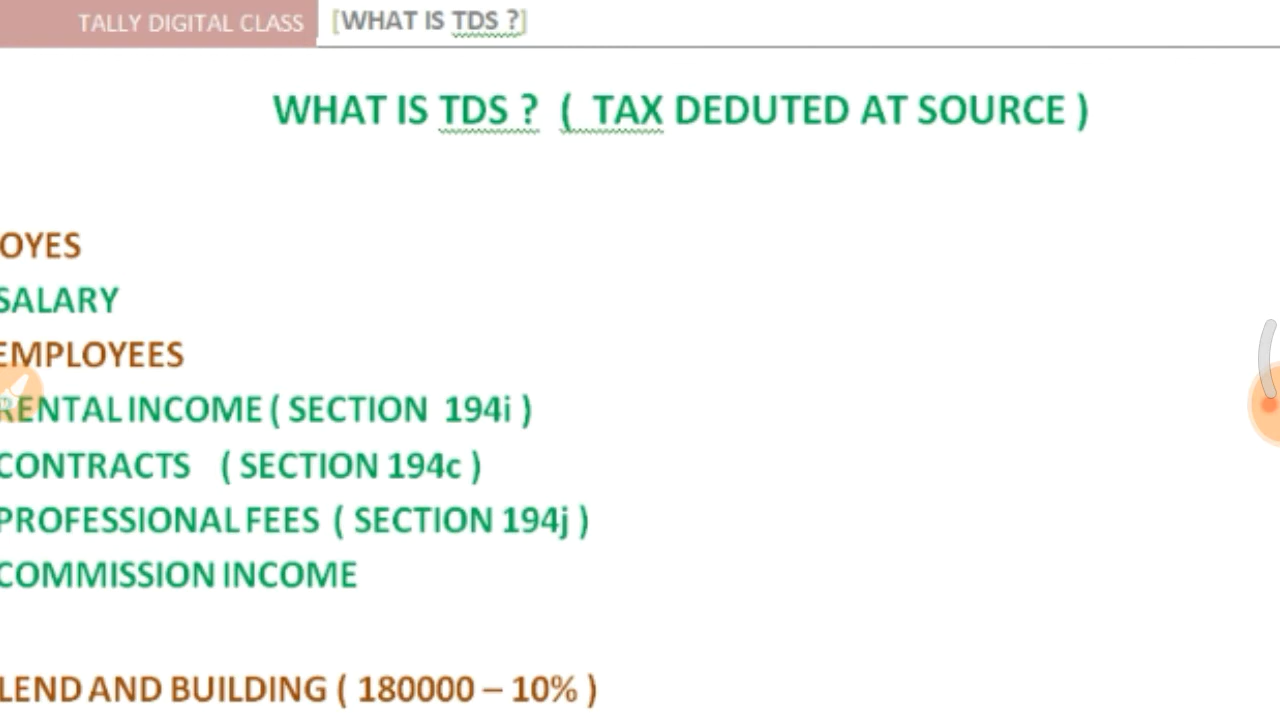 TALLY DIGITAL CLASS [WHAT IS TDS ?]
WHAT IS TDS ? ( TAX DEDUTED AT SOURCE )
OYES
SALARY
EMPLOYEES
RENTAL INCOME ( SECTION 194i )
CONTRACTS ( SECTION 194c )
PROFESSIONAL FEES ( SECTION 194j )
COMMISSION INCOME
LEND AND BUILDING ( 180000 – 10% )